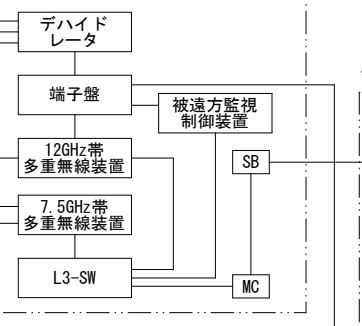 デハイド
レータ
端子盤
被遠方監視
制御装置
12GHz帯
多重無線装置
SB
7.5GHz帯
多重無線装置
L3-SW
MC